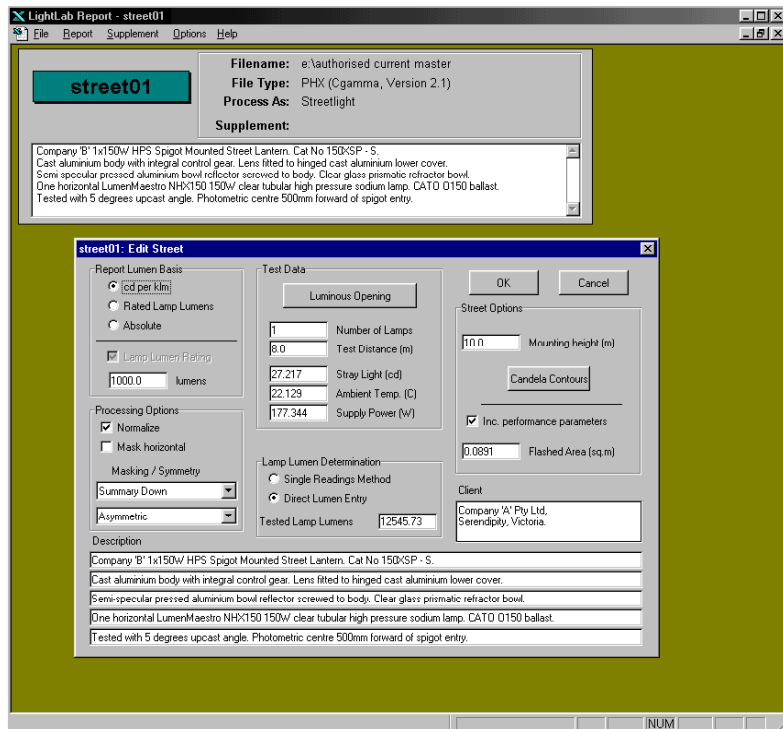 LightLab Report - street01
File Report Supplement Options Help
street01
Filename: e:\authorised current master
File Type: PHX (Cgamma, Version 2.1)
Process As: Streetlight
Supplement:
Company 'B' 1x150W HPS Spigot Mounted Street Lantern. Cat No 150XSP - S.
Cast aluminium body with integral control gear. Lens fitted to hinged cast aluminium lower cover.
Semi specular pressed aluminium bowl reflector screwed to body. Clear glass prismatic refractor bowl.
One horizontal LumenMaestro NHX150 150W clear tubular high pressure sodium lamp. CATO O150 ballast.
Tested with 5 degrees upcast angle. Photometric centre 500mm forward of spigot entry.
street01: Edit Street
Report Lumen Basis
cd per klm
Rated Lamp Lumens
Absolute
Lamp Lumen Rating
1000.0 lumens
Processing Options
Normalize
Mask horizontal
Masking / Symmetry
Summary Down
Asymmetric
Test Data
Luminous Opening
1 Number of Lamps
8.0 Test Distance (m)
27.217 Stray Light (cd)
22.129 Ambient Temp. (C)
177.344 Supply Power (W)
Lamp Lumen Determination
Single Readings Method
Direct Lumen Entry
Tested Lamp Lumens 12545.73
OK Cancel
Street Options
10.0 Mounting height (m)
Candela Contours
Inc. performance parameters
0.0891 Flashed Area (sq.m)
Client
Company 'A' Pty Ltd,
Serendipity, Victoria.
Description
Company 'B' 1x150W HPS Spigot Mounted Street Lantern. Cat No 150XSP - S.
Cast aluminium body with integral control gear. Lens fitted to hinged cast aluminium lower cover.
Semi-specular pressed aluminium bowl reflector screwed to body. Clear glass prismatic refractor bowl.
One horizontal LumenMaestro NHX150 150W clear tubular high pressure sodium lamp. CATO O150 ballast.
Tested with 5 degrees upcast angle. Photometric centre 500mm forward of spigot entry.
NUM